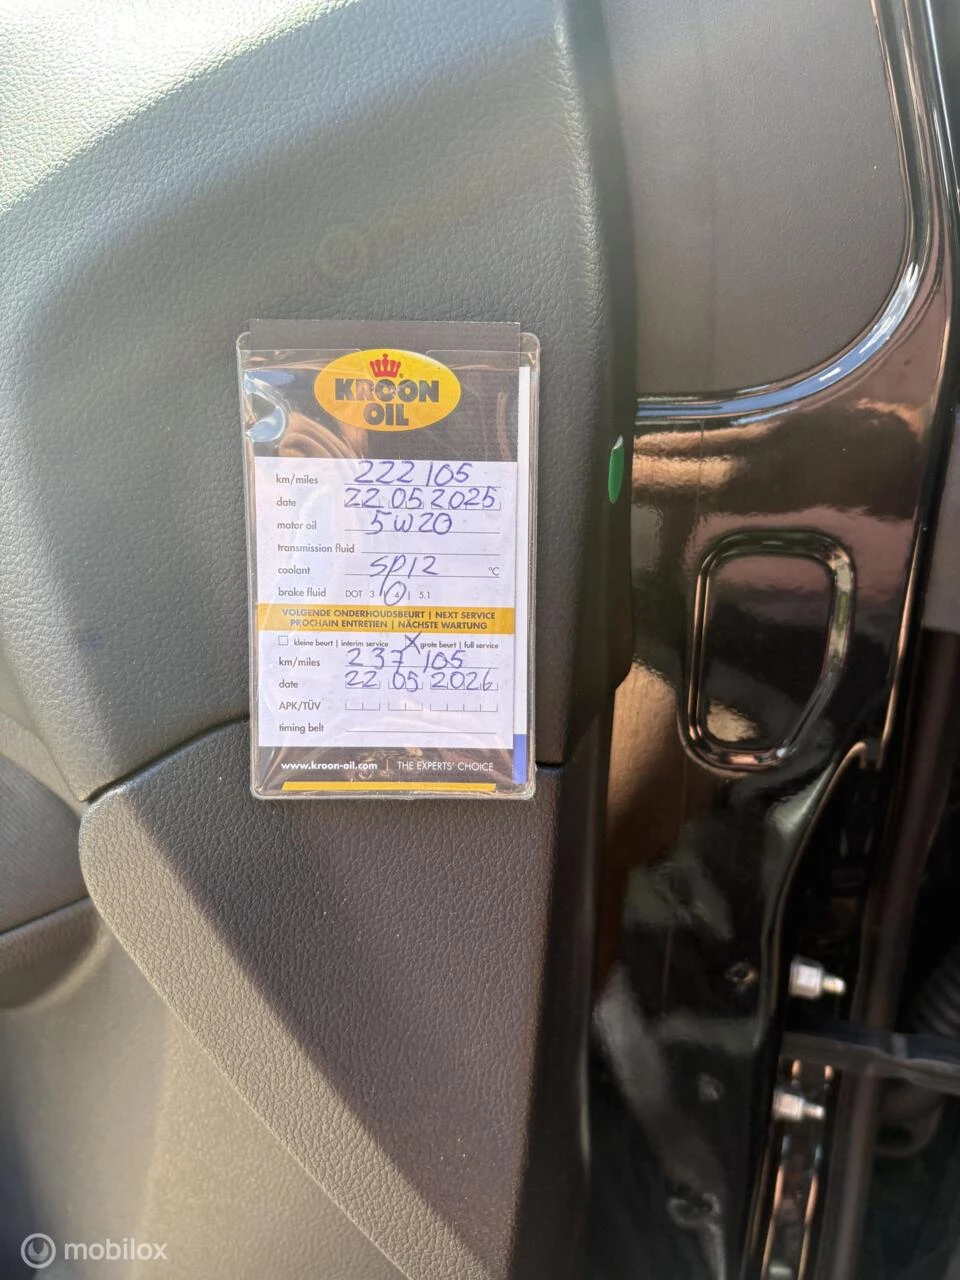 KROON
OIL
km/miles 222105
date 22 05 2025
motor oil 5W20
transmission fluid
coolant SP12 °C
brake fluid DOT 3 | 4 | 5.1
VOLGENDE ONDERHOUDSBEURT | NEXT SERVICE
PROCHAIN ENTRETIEN | NÄCHSTE WARTUNG
kleine beurt | interim service X grote beurt | full service
km/miles 237105
date 22 05 2026
APK/TÜV
timing belt
www.kroon-oil.com | THE EXPERTS' CHOICE
mobilox